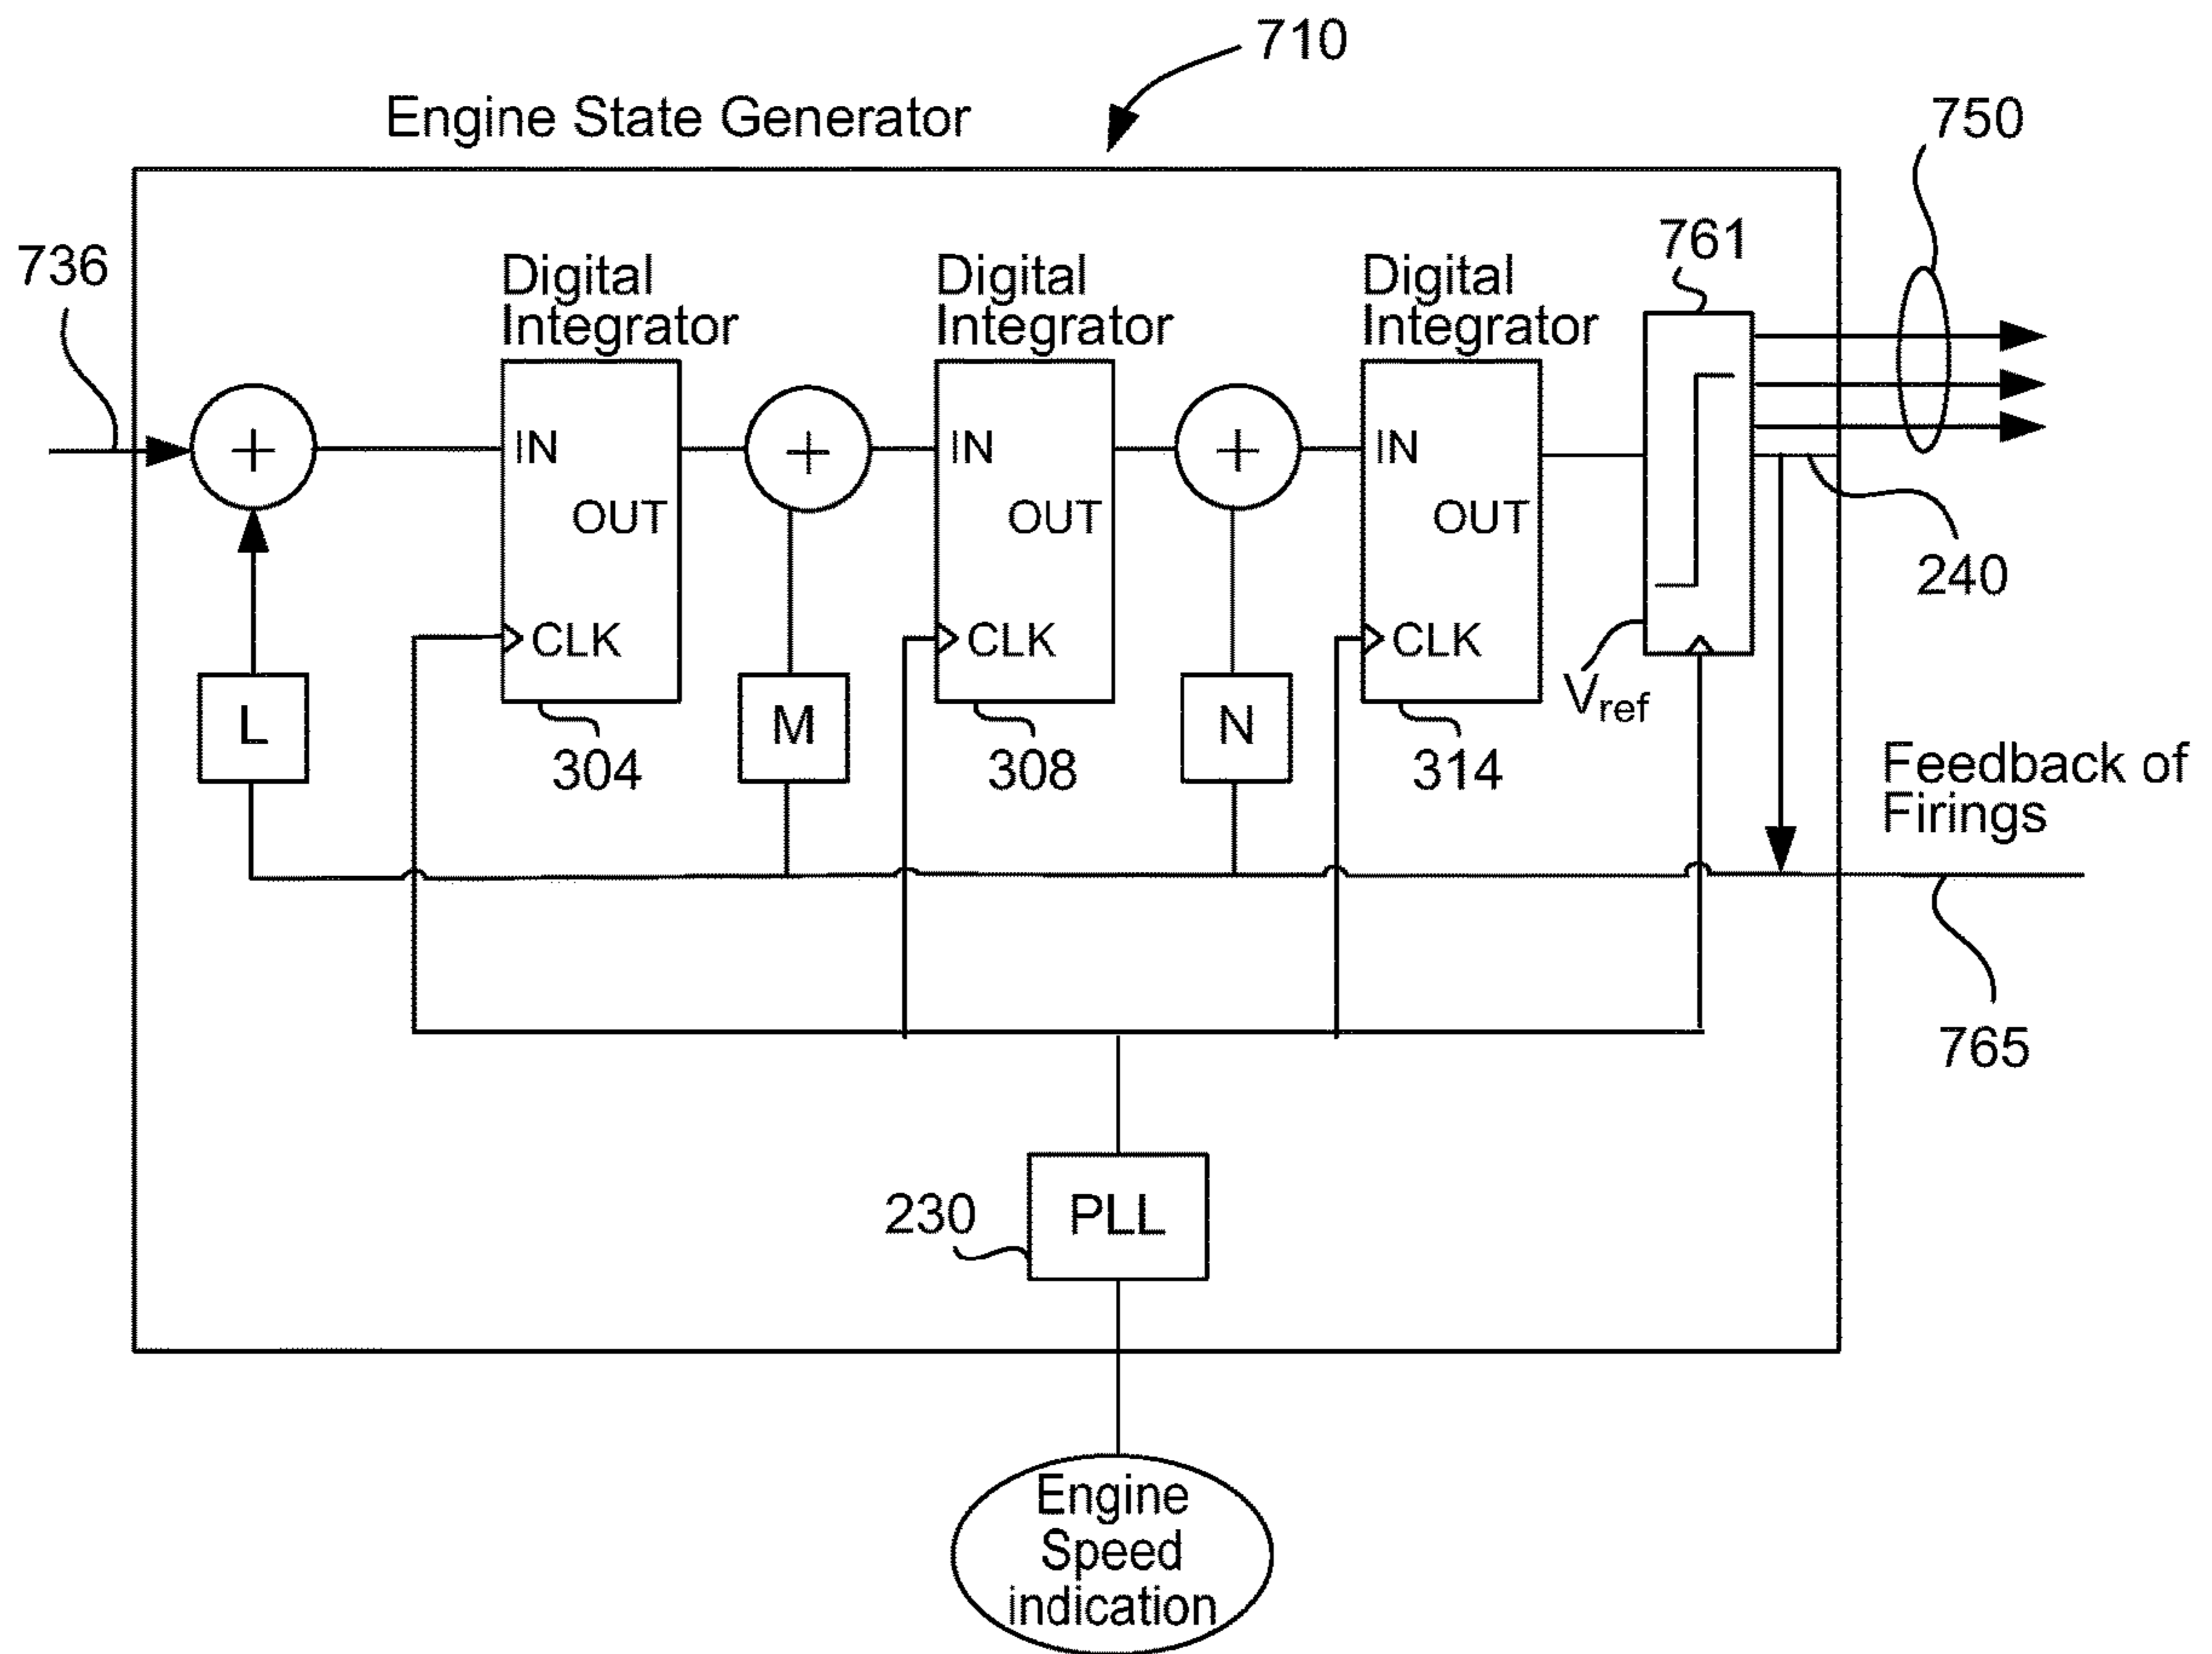 710
Engine State Generator
750
736
Digital
Integrator
Digital
Integrator
Digital
Integrator
761
+
IN
OUT
CLK
+
IN
OUT
CLK
+
IN
OUT
CLK
240
Vref
L
304
M
308
N
314
Feedback of
Firings
765
230
PLL
Engine
Speed
indication